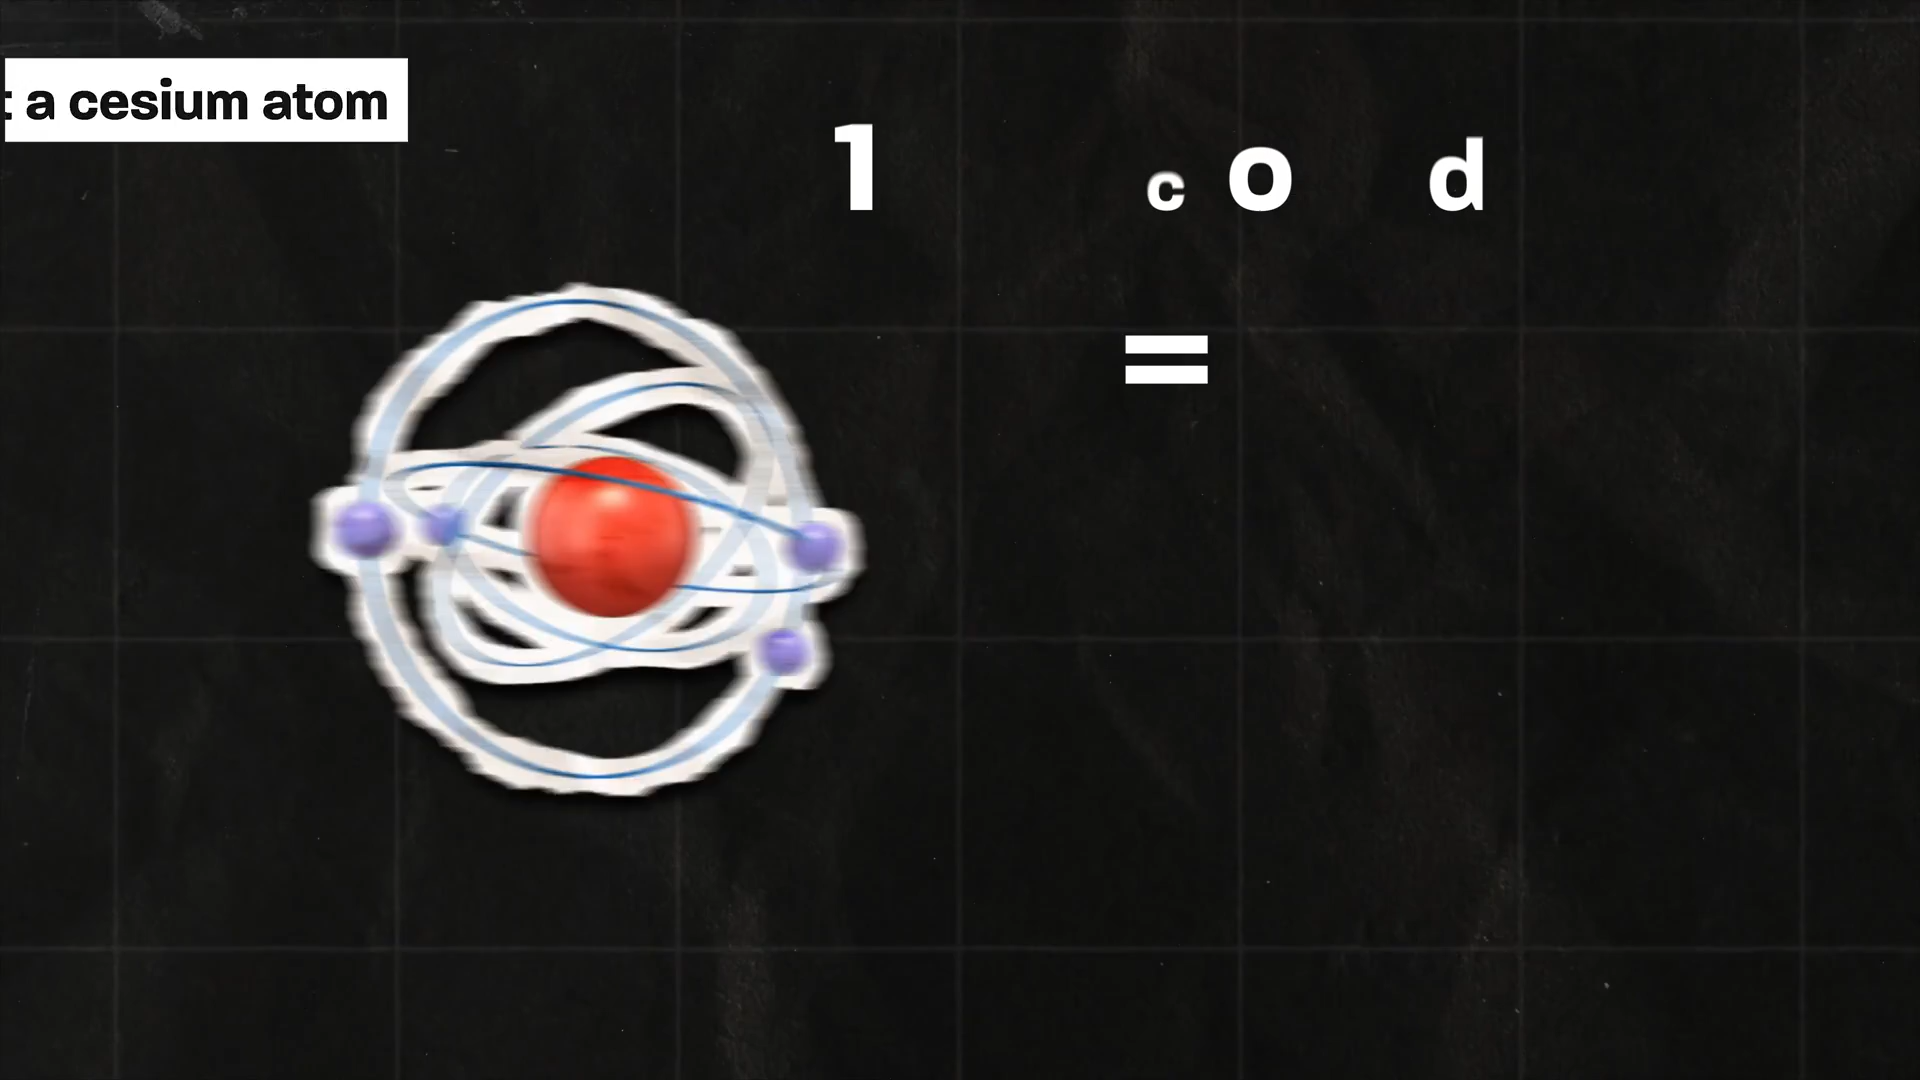 t a cesium atom
1 c o d
=